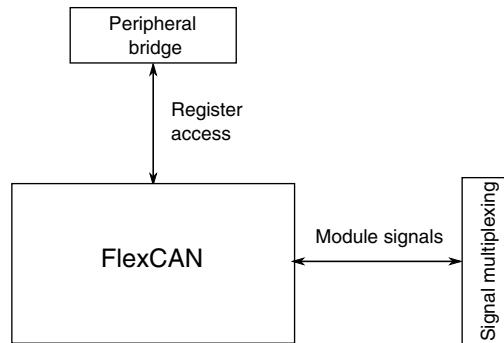 Peripheral
bridge
Register
access
FlexCAN
Module signals
Signal multiplexing